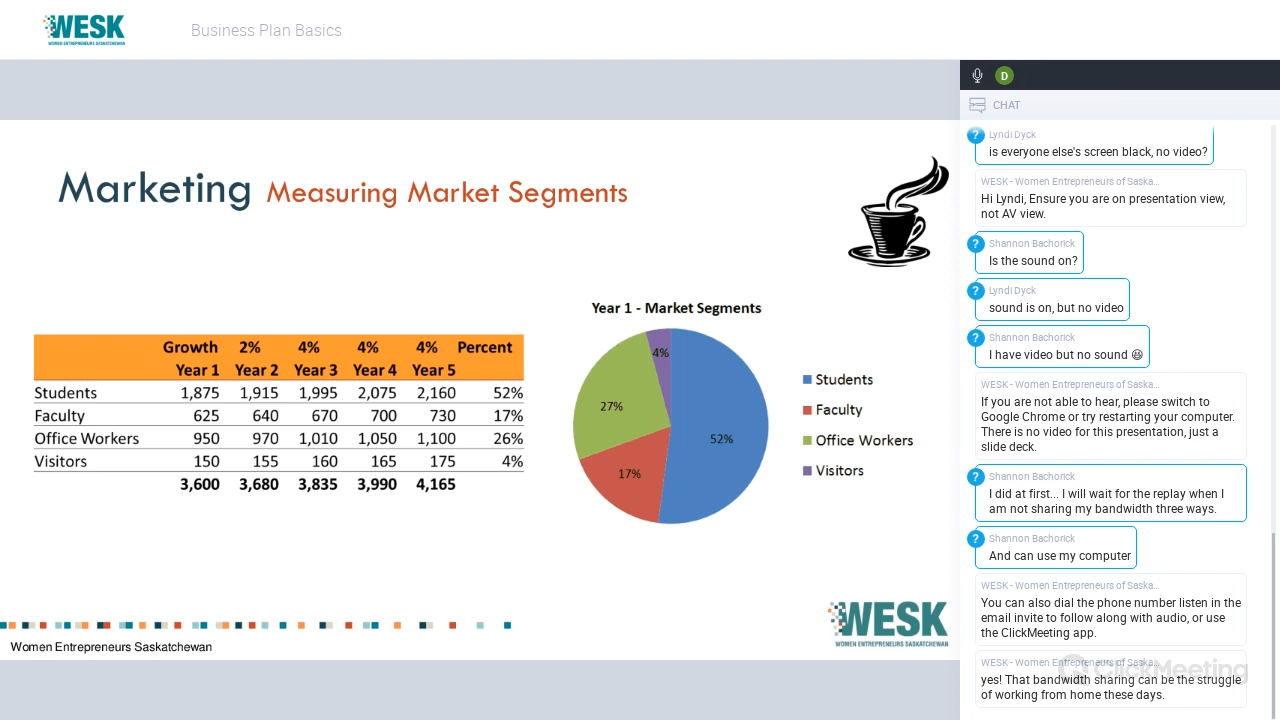 WESK
WOMEN ENTREPRENEURS SASKATCHEWAN
Business Plan Basics
Marketing Measuring Market Segments
Growth 2% 4% 4% 4% Percent
Year 1 Year 2 Year 3 Year 4 Year 5
Students 1,875 1,915 1,995 2,075 2,160 52%
Faculty 625 640 670 700 730 17%
Office Workers 950 970 1,010 1,050 1,100 26%
Visitors 150 155 160 165 175 4%
3,600 3,680 3,835 3,990 4,165
Year 1 - Market Segments
4%
27%
52%
17%
Students
Faculty
Office Workers
Visitors
WESK
WOMEN ENTREPRENEURS SASKATCHEWAN
Women Entrepreneurs Saskatchewan
D
CHAT
? Lyndi Dyck
is everyone else's screen black, no video?
WESK - Women Entrepreneurs of Saska...
Hi Lyndi, Ensure you are on presentation view,
not AV view.
? Shannon Bachorick
Is the sound on?
? Lyndi Dyck
sound is on, but no video
? Shannon Bachorick
I have video but no sound 😆
WESK - Women Entrepreneurs of Saska...
If you are not able to hear, please switch to
Google Chrome or try restarting your computer.
There is no video for this presentation, just a
slide deck.
? Shannon Bachorick
I did at first... I will wait for the replay when I
am not sharing my bandwidth three ways.
? Shannon Bachorick
And can use my computer
WESK - Women Entrepreneurs of Saska...
You can also dial the phone number listen in the
email invite to follow along with audio, or use
the ClickMeeting app.
WESK - Women Entrepreneurs of Saska...
yes! That bandwidth sharing can be the struggle
of working from home these days.
ClickMeeting